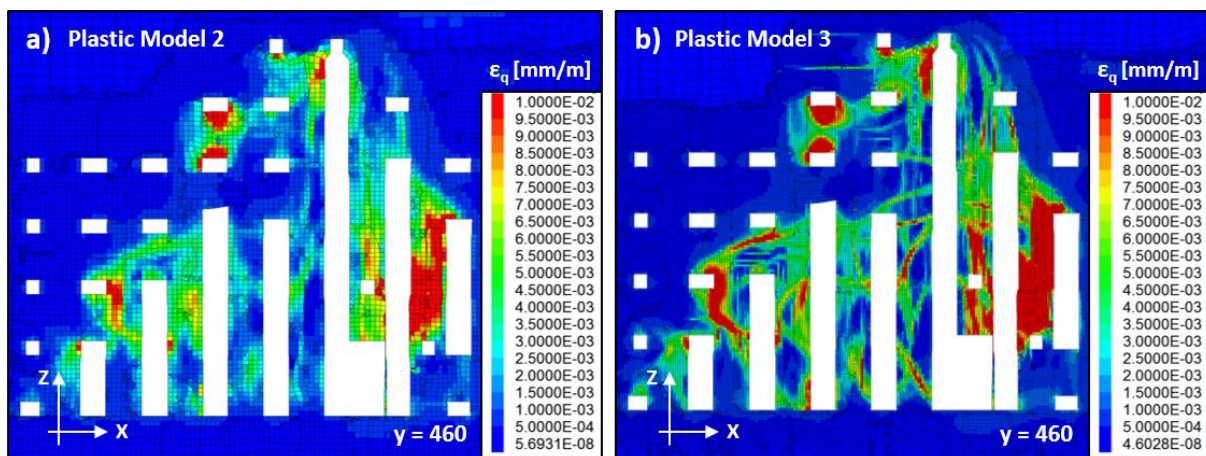 a) Plastic Model 2
εq [mm/m]
1.0000E-02
9.5000E-03
9.0000E-03
8.5000E-03
8.0000E-03
7.5000E-03
7.0000E-03
6.5000E-03
6.0000E-03
5.5000E-03
5.0000E-03
4.5000E-03
4.0000E-03
3.5000E-03
3.0000E-03
2.5000E-03
2.0000E-03
1.5000E-03
1.0000E-03
5.0000E-04
5.6931E-08
Z
X
y = 460
b) Plastic Model 3
εq [mm/m]
1.0000E-02
9.5000E-03
9.0000E-03
8.5000E-03
8.0000E-03
7.5000E-03
7.0000E-03
6.5000E-03
6.0000E-03
5.5000E-03
5.0000E-03
4.5000E-03
4.0000E-03
3.5000E-03
3.0000E-03
2.5000E-03
2.0000E-03
1.5000E-03
1.0000E-03
5.0000E-04
4.6028E-08
Z
X
y = 460